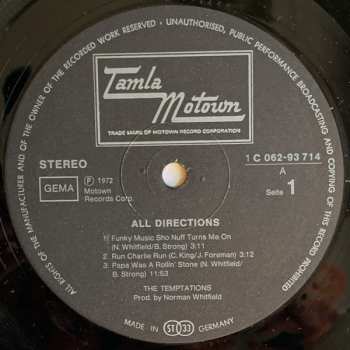 ALL RIGHTS OF THE MANUFACTURER AND OF THE OWNER OF THE RECORDED WORK RESERVED · UNAUTHORISED, PUBLIC PERFORMANCE BROADCASTING AND COPYING OF THIS RECORD PROHIBITED
Tamla
Motown
TRADE MARK OF MOTOWN RECORD CORPORATION
STEREO
1 C 062-93 714
A
Seite 1
GEMA
Ⓟ 1972
Motown
Records Corp.
ALL DIRECTIONS
1) Funky Music Sho Nuff Turns Me On
(N. Whitfield/B. Strong) 3:11
2: Run Charlie Run (C. King/J. Foreman) 3:12
3: Papa Was A Rollin' Stone (N. Whitfield/
B. Strong) 11:53
THE TEMPTATIONS
Prod. by Norman Whitfield
MADE IN ST 33 GERMANY